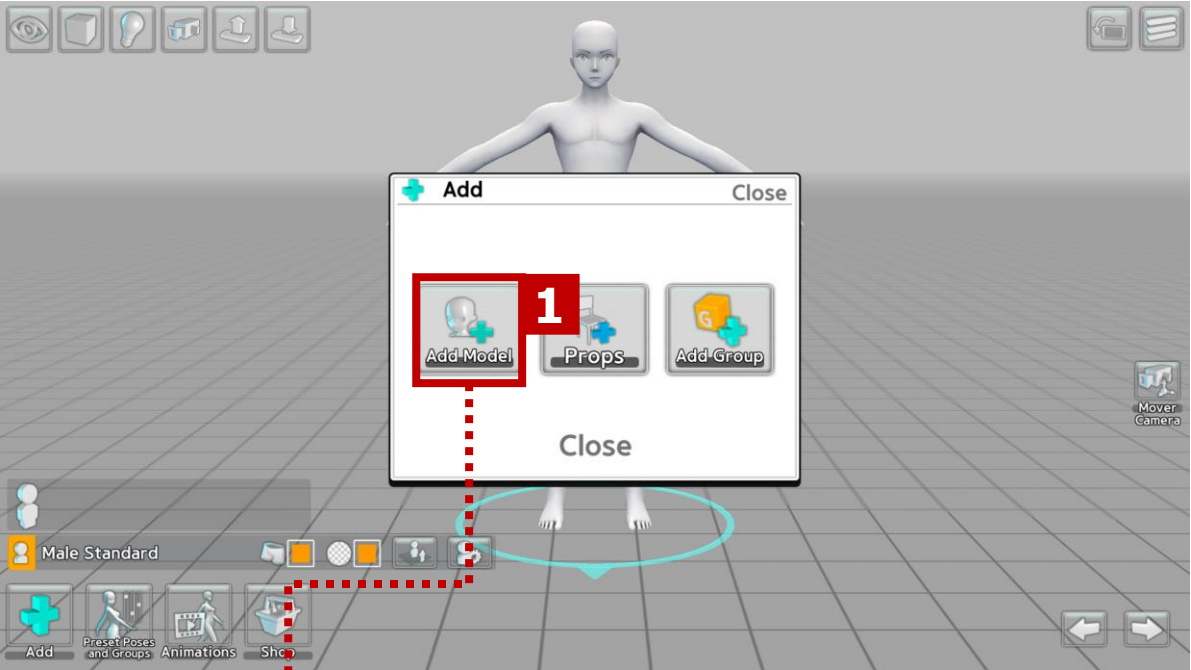 Add
Close
1
Add Model
Props
Add Group
G
Close
Mover
Camera
Male Standard
Add
Preset Poses
and Groups
Animations
Shop